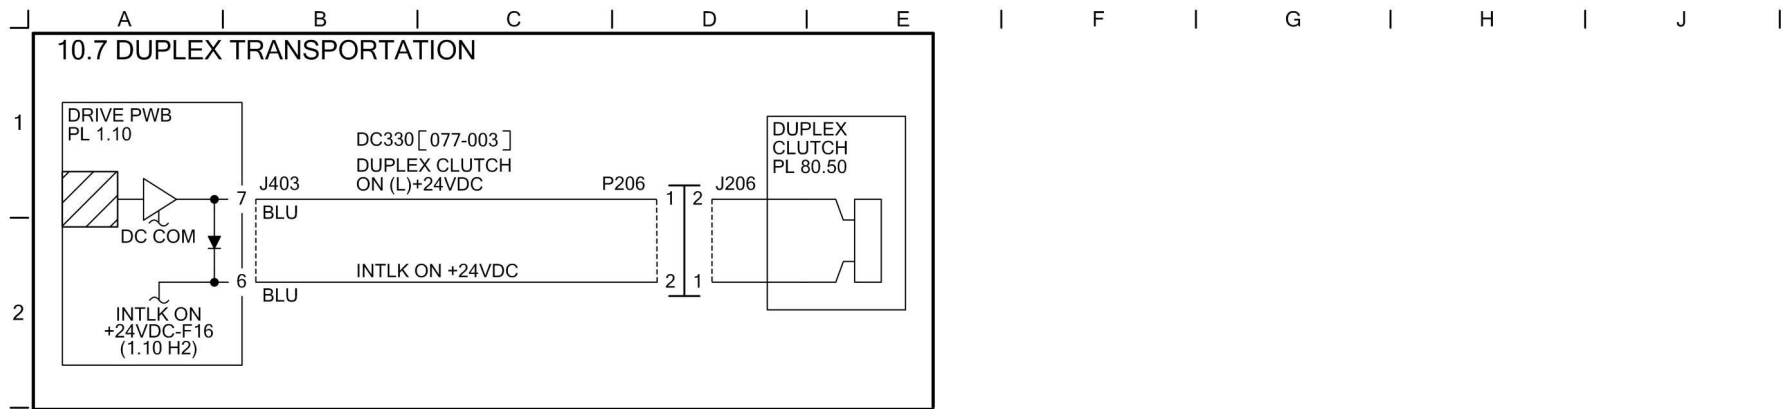 A B C D E F G H J
10.7 DUPLEX TRANSPORTATION
1
DRIVE PWB
PL 1.10
DC330[077-003]
DUPLEX CLUTCH
ON (L)+24VDC
DUPLEX
CLUTCH
PL 80.50
7 J403
BLU
P206 1 2 J206
DC COM
INTLK ON +24VDC
6
BLU
2 1
2
INTLK ON
+24VDC-F16
(1.10 H2)